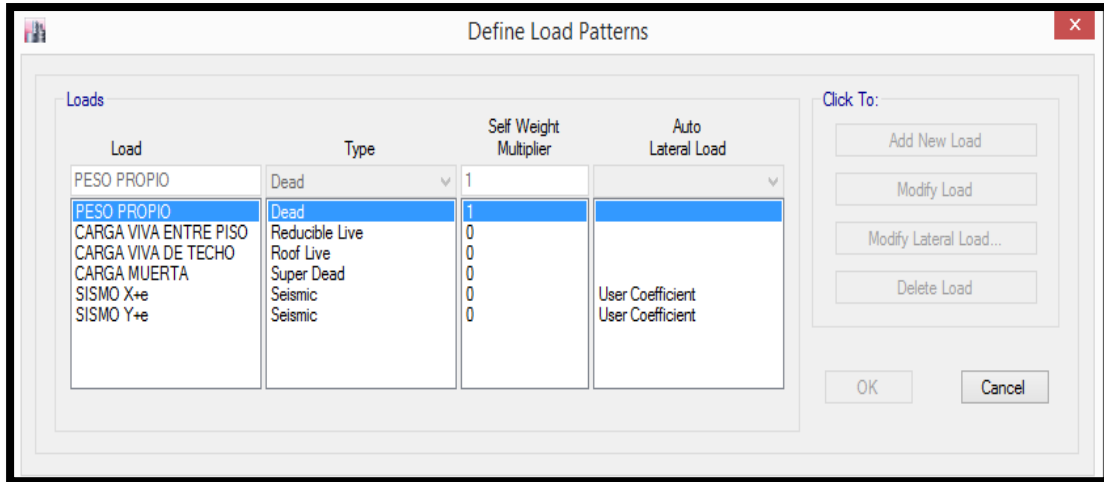 Define Load Patterns
x
Loads
Click To:
Load Type Self Weight Multiplier Auto Lateral Load
PESO PROPIO Dead 1
PESO PROPIO Dead 1
CARGA VIVA ENTRE PISO Reducible Live 0
CARGA VIVA DE TECHO Roof Live 0
CARGA MUERTA Super Dead 0
SISMO X+e Seismic 0 User Coefficient
SISMO Y+e Seismic 0 User Coefficient
Add New Load
Modify Load
Modify Lateral Load...
Delete Load
OK Cancel